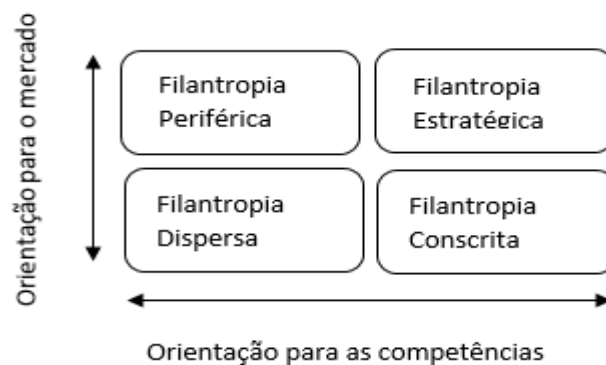 Orientação para o mercado
Filantropia
Periférica
Filantropia
Estratégica
Filantropia
Dispersa
Filantropia
Conscrita
Orientação para as competências